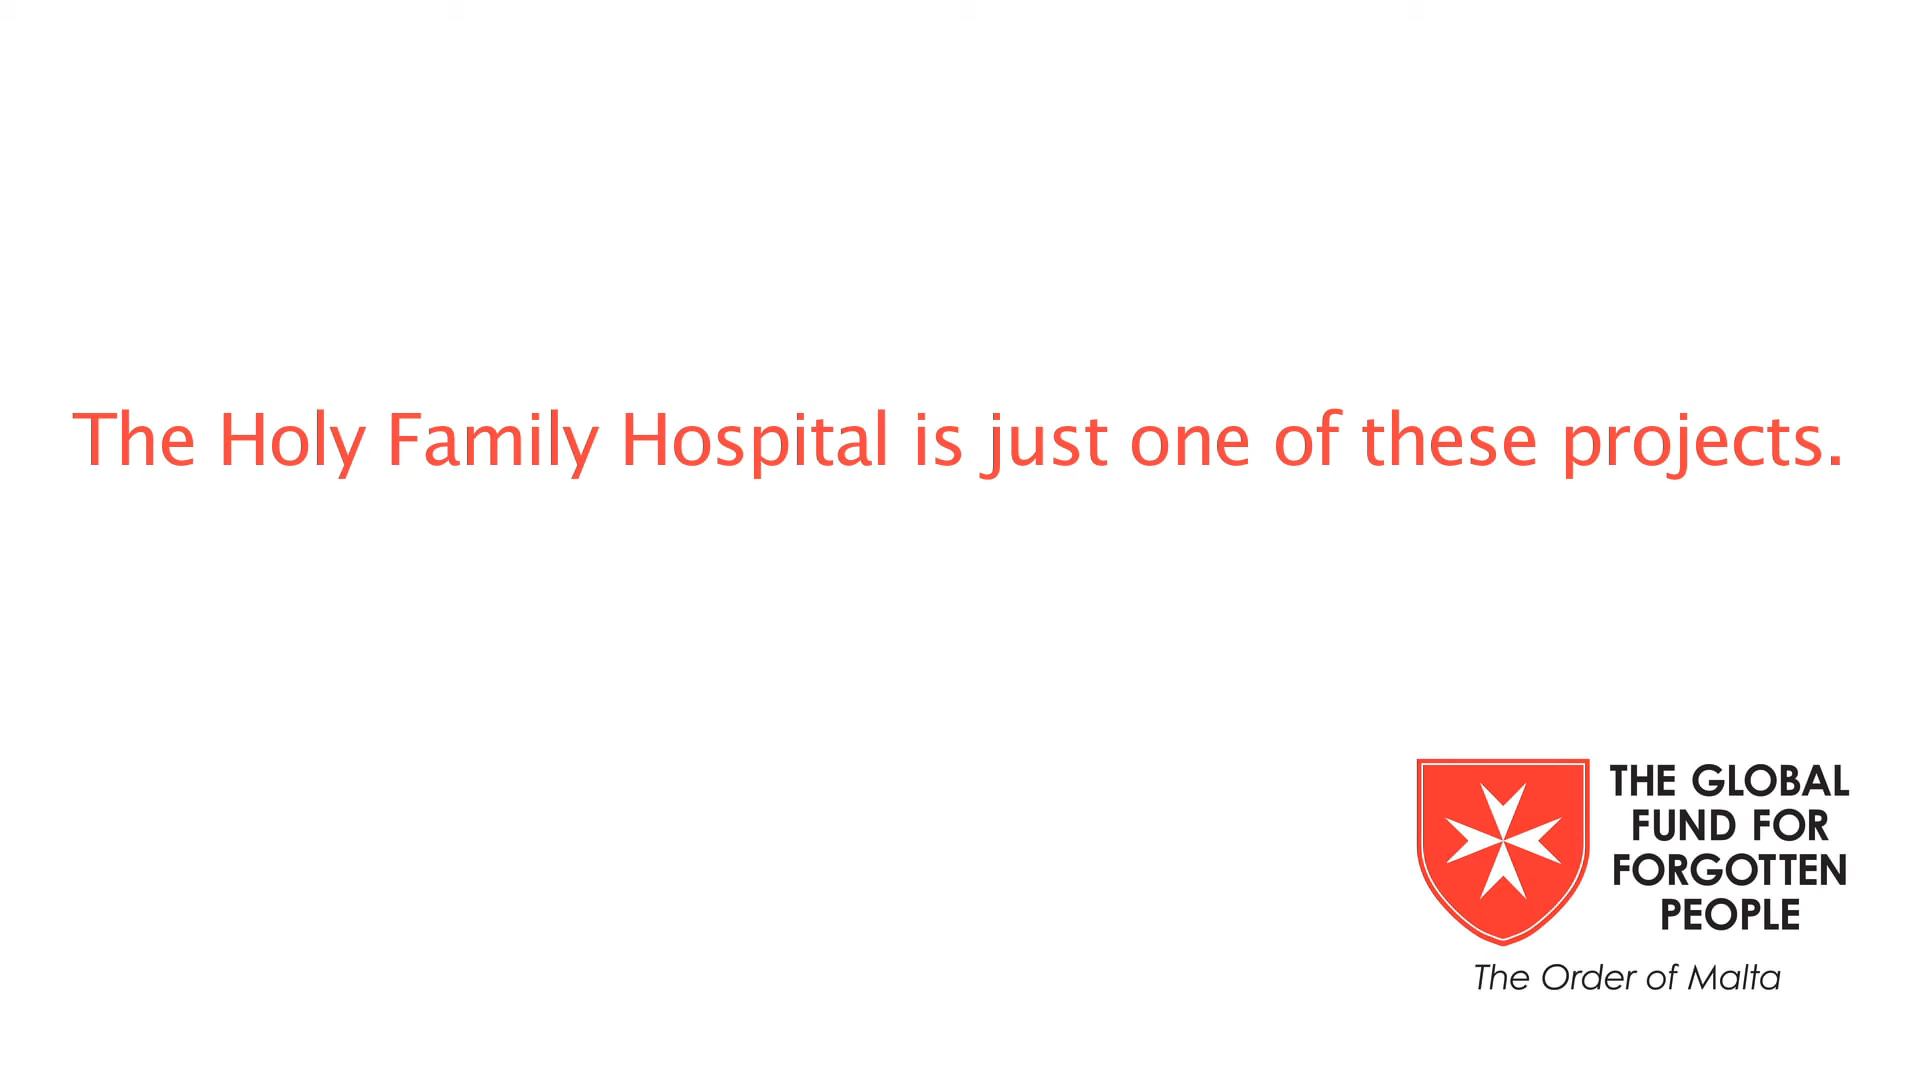 The Holy Family Hospital is just one of these projects.
THE GLOBAL
FUND FOR
FORGOTTEN
PEOPLE
The Order of Malta